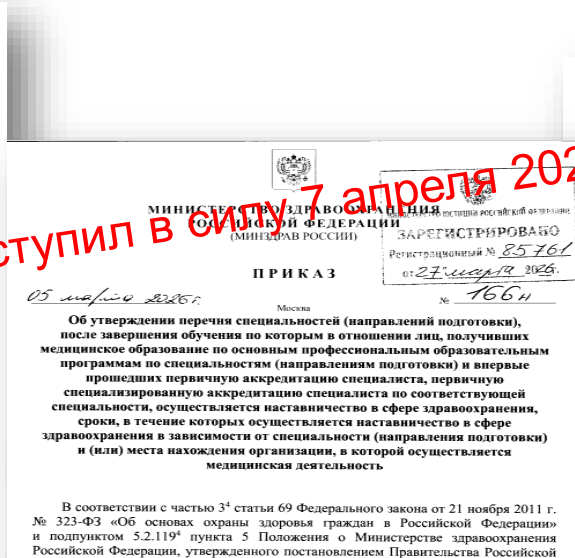 МИНИСТЕРСТВО ЗДРАВООХРАНЕНИЯ
РОССИЙСКОЙ ФЕДЕРАЦИИ
(МИНЗДРАВ РОССИИ)
ступил в силу 7 апреля 202
МИНИСТЕРСТВО ЮСТИЦИИ РОССИЙСКОЙ ФЕДЕРАЦИИ
ЗАРЕГИСТРИРОВАНО
Регистрационный № 85761
от 27 марта 2026.
ПРИКАЗ
05 марта 2026 г.
№ 166н
Москва
Об утверждении перечня специальностей (направлений подготовки),
после завершения обучения по которым в отношении лиц, получивших
медицинское образование по основным профессиональным образовательным
программам по специальностям (направлениям подготовки) и впервые
прошедших первичную аккредитацию специалиста, первичную
специализированную аккредитацию специалиста по соответствующей
специальности, осуществляется наставничество в сфере здравоохранения,
сроки, в течение которых осуществляется наставничество в сфере
здравоохранения в зависимости от специальности (направления подготовки)
и (или) места нахождения организации, в которой осуществляется
медицинская деятельность
В соответствии с частью 3⁴ статьи 69 Федерального закона от 21 ноября 2011 г.
№ 323-ФЗ «Об основах охраны здоровья граждан в Российской Федерации»
и подпунктом 5.2.119⁴ пункта 5 Положения о Министерстве здравоохранения
Российской Федерации, утвержденного постановлением Правительства Российской